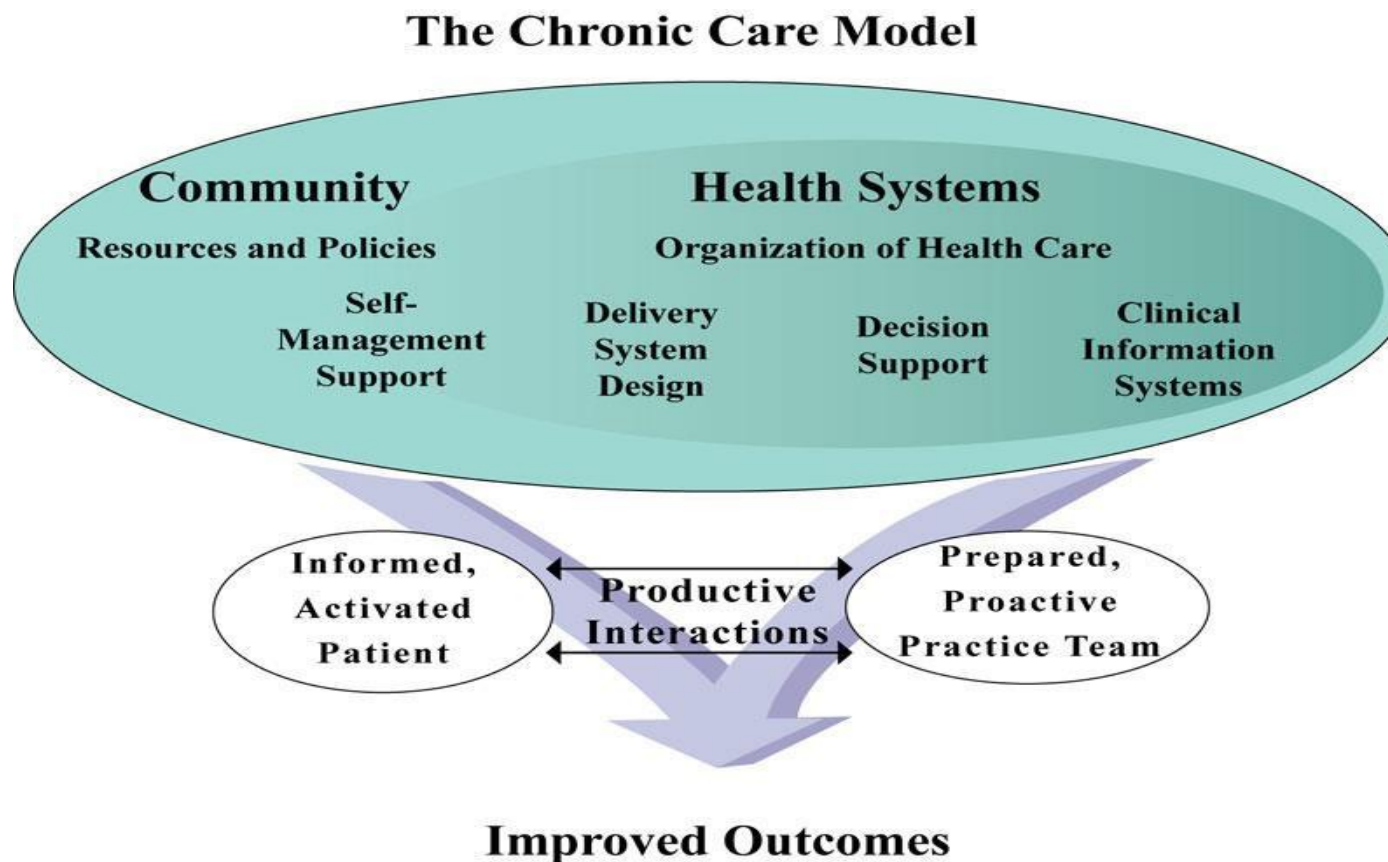 The Chronic Care Model
Community
Health Systems
Resources and Policies
Organization of Health Care
Self-
Management
Support
Delivery
System
Design
Decision
Support
Clinical
Information
Systems
Informed,
Activated
Patient
Productive
Interactions
Prepared,
Proactive
Practice Team
Improved Outcomes